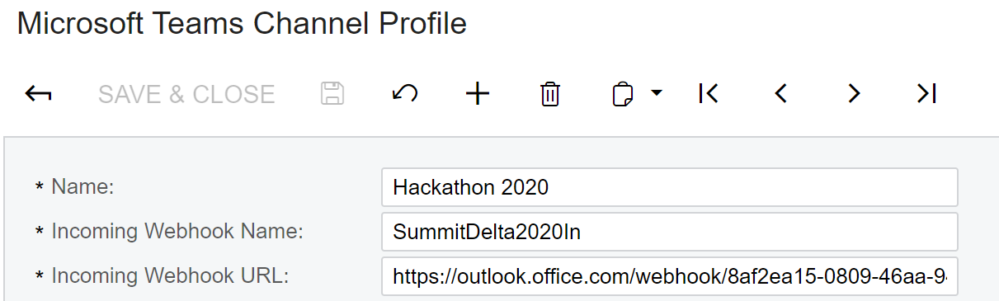 Microsoft Teams Channel Profile
SAVE & CLOSE
* Name: Hackathon 2020
* Incoming Webhook Name: SummitDelta2020In
* Incoming Webhook URL: https://outlook.office.com/webhook/8af2ea15-0809-46aa-9